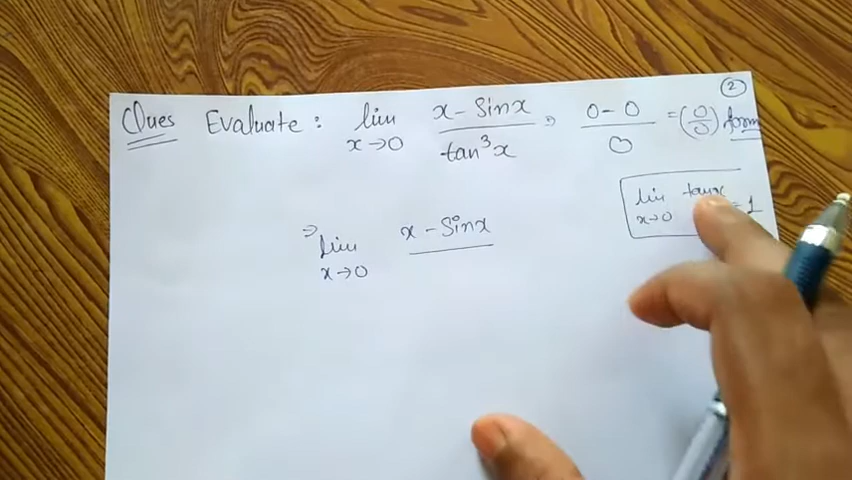 ②
Ques Evaluate : lim x→0 x - Sinx / tan³x ⇒ 0 - 0 / 0 = (0/0) form
lim x→0 tanx = 1
⇒ lim x→0 x - Sinx